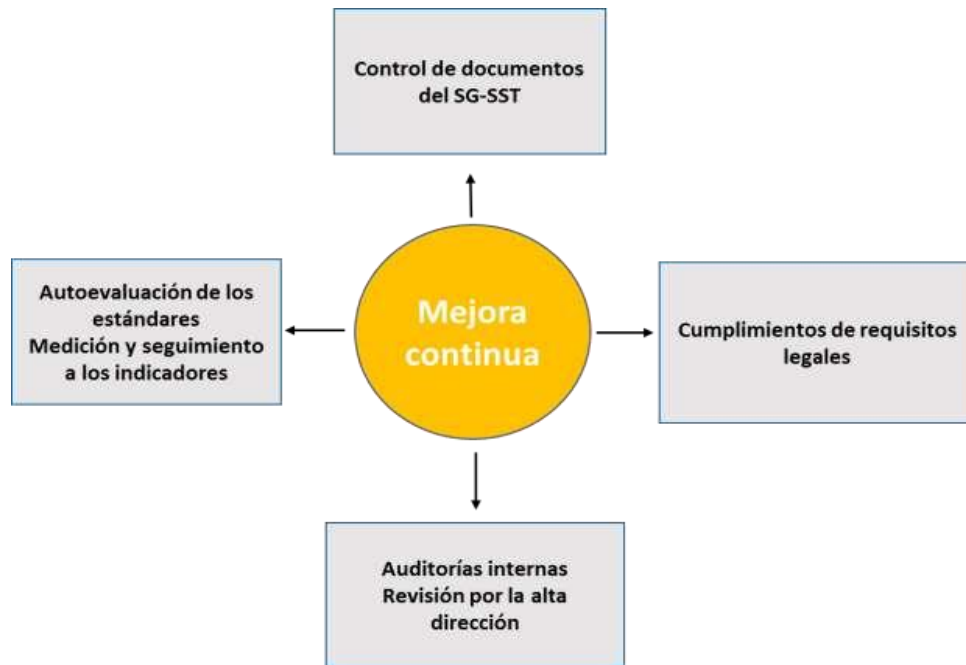 Control de documentos
del SG-SST
Autoevaluación de los
estándares
Medición y seguimiento
a los indicadores
Mejora
continua
Cumplimientos de requisitos
legales
Auditorías internas
Revisión por la alta
dirección